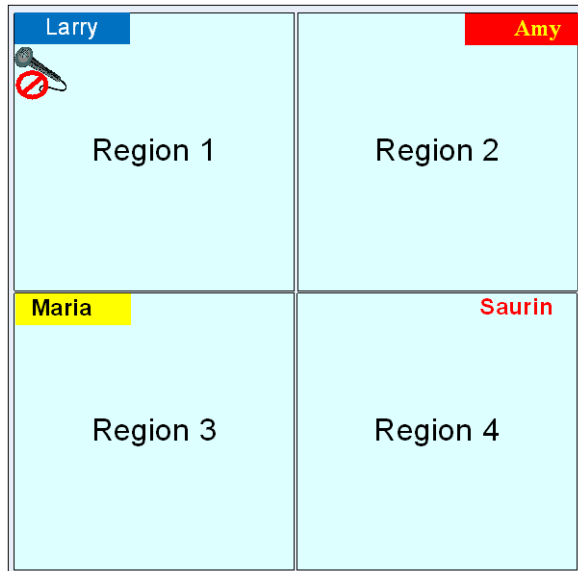 Larry
Amy
Region 1
Region 2
Maria
Saurin
Region 3
Region 4